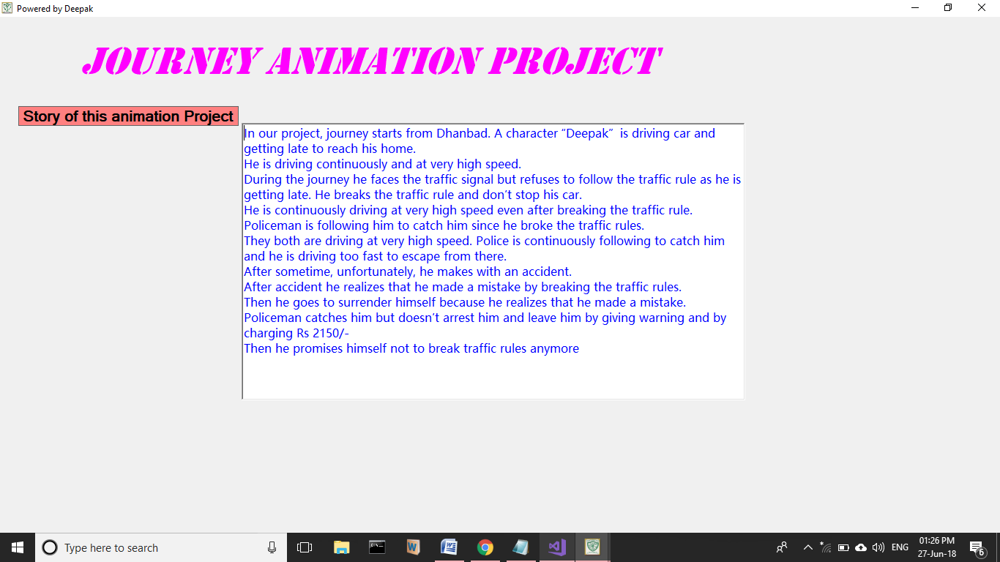 Powered by Deepak
JOURNEY ANIMATION PROJECT
Story of this animation Project
In our project, journey starts from Dhanbad. A character “Deepak”  is driving car and
getting late to reach his home.
He is driving continuously and at very high speed.
During the journey he faces the traffic signal but refuses to follow the traffic rule as he is
getting late. He breaks the traffic rule and don’t stop his car.
He is continuously driving at very high speed even after breaking the traffic rule.
Policeman is following him to catch him since he broke the traffic rules.
They both are driving at very high speed. Police is continuously following to catch him
and he is driving too fast to escape from there.
After sometime, unfortunately, he makes with an accident.
After accident he realizes that he made a mistake by breaking the traffic rules.
Then he goes to surrender himself because he realizes that he made a mistake.
Policeman catches him but doesn’t arrest him and leave him by giving warning and by
charging Rs 2150/-
Then he promises himself not to break traffic rules anymore
Type here to search
ENG
01:26 PM
27-Jun-18
6